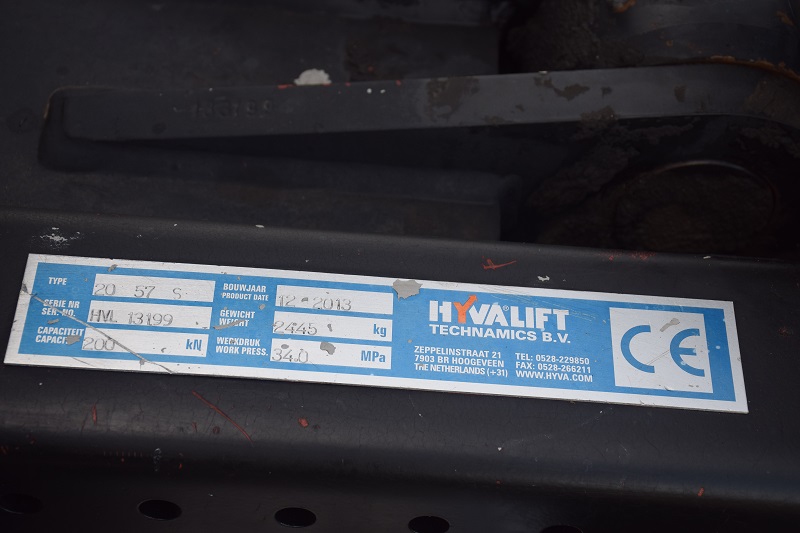 TYPE 20 57 S BOUWJAAR PRODUCT DATE 12-2013
SERIE NR SER. NO. HVL 13199 GEWICHT WEIGHT 2445 kg
CAPACITEIT 200 kN WERKDRUK WORK PRESS. 34.0 MPa
HYVA®LIFT
TECHNAMICS B.V.
ZEPPELINSTRAAT 21
7903 BR HOOGEVEEN
THE NETHERLANDS (+31)
TEL: 0528-229850
FAX: 0528-266211
WWW.HYVA.COM
CE